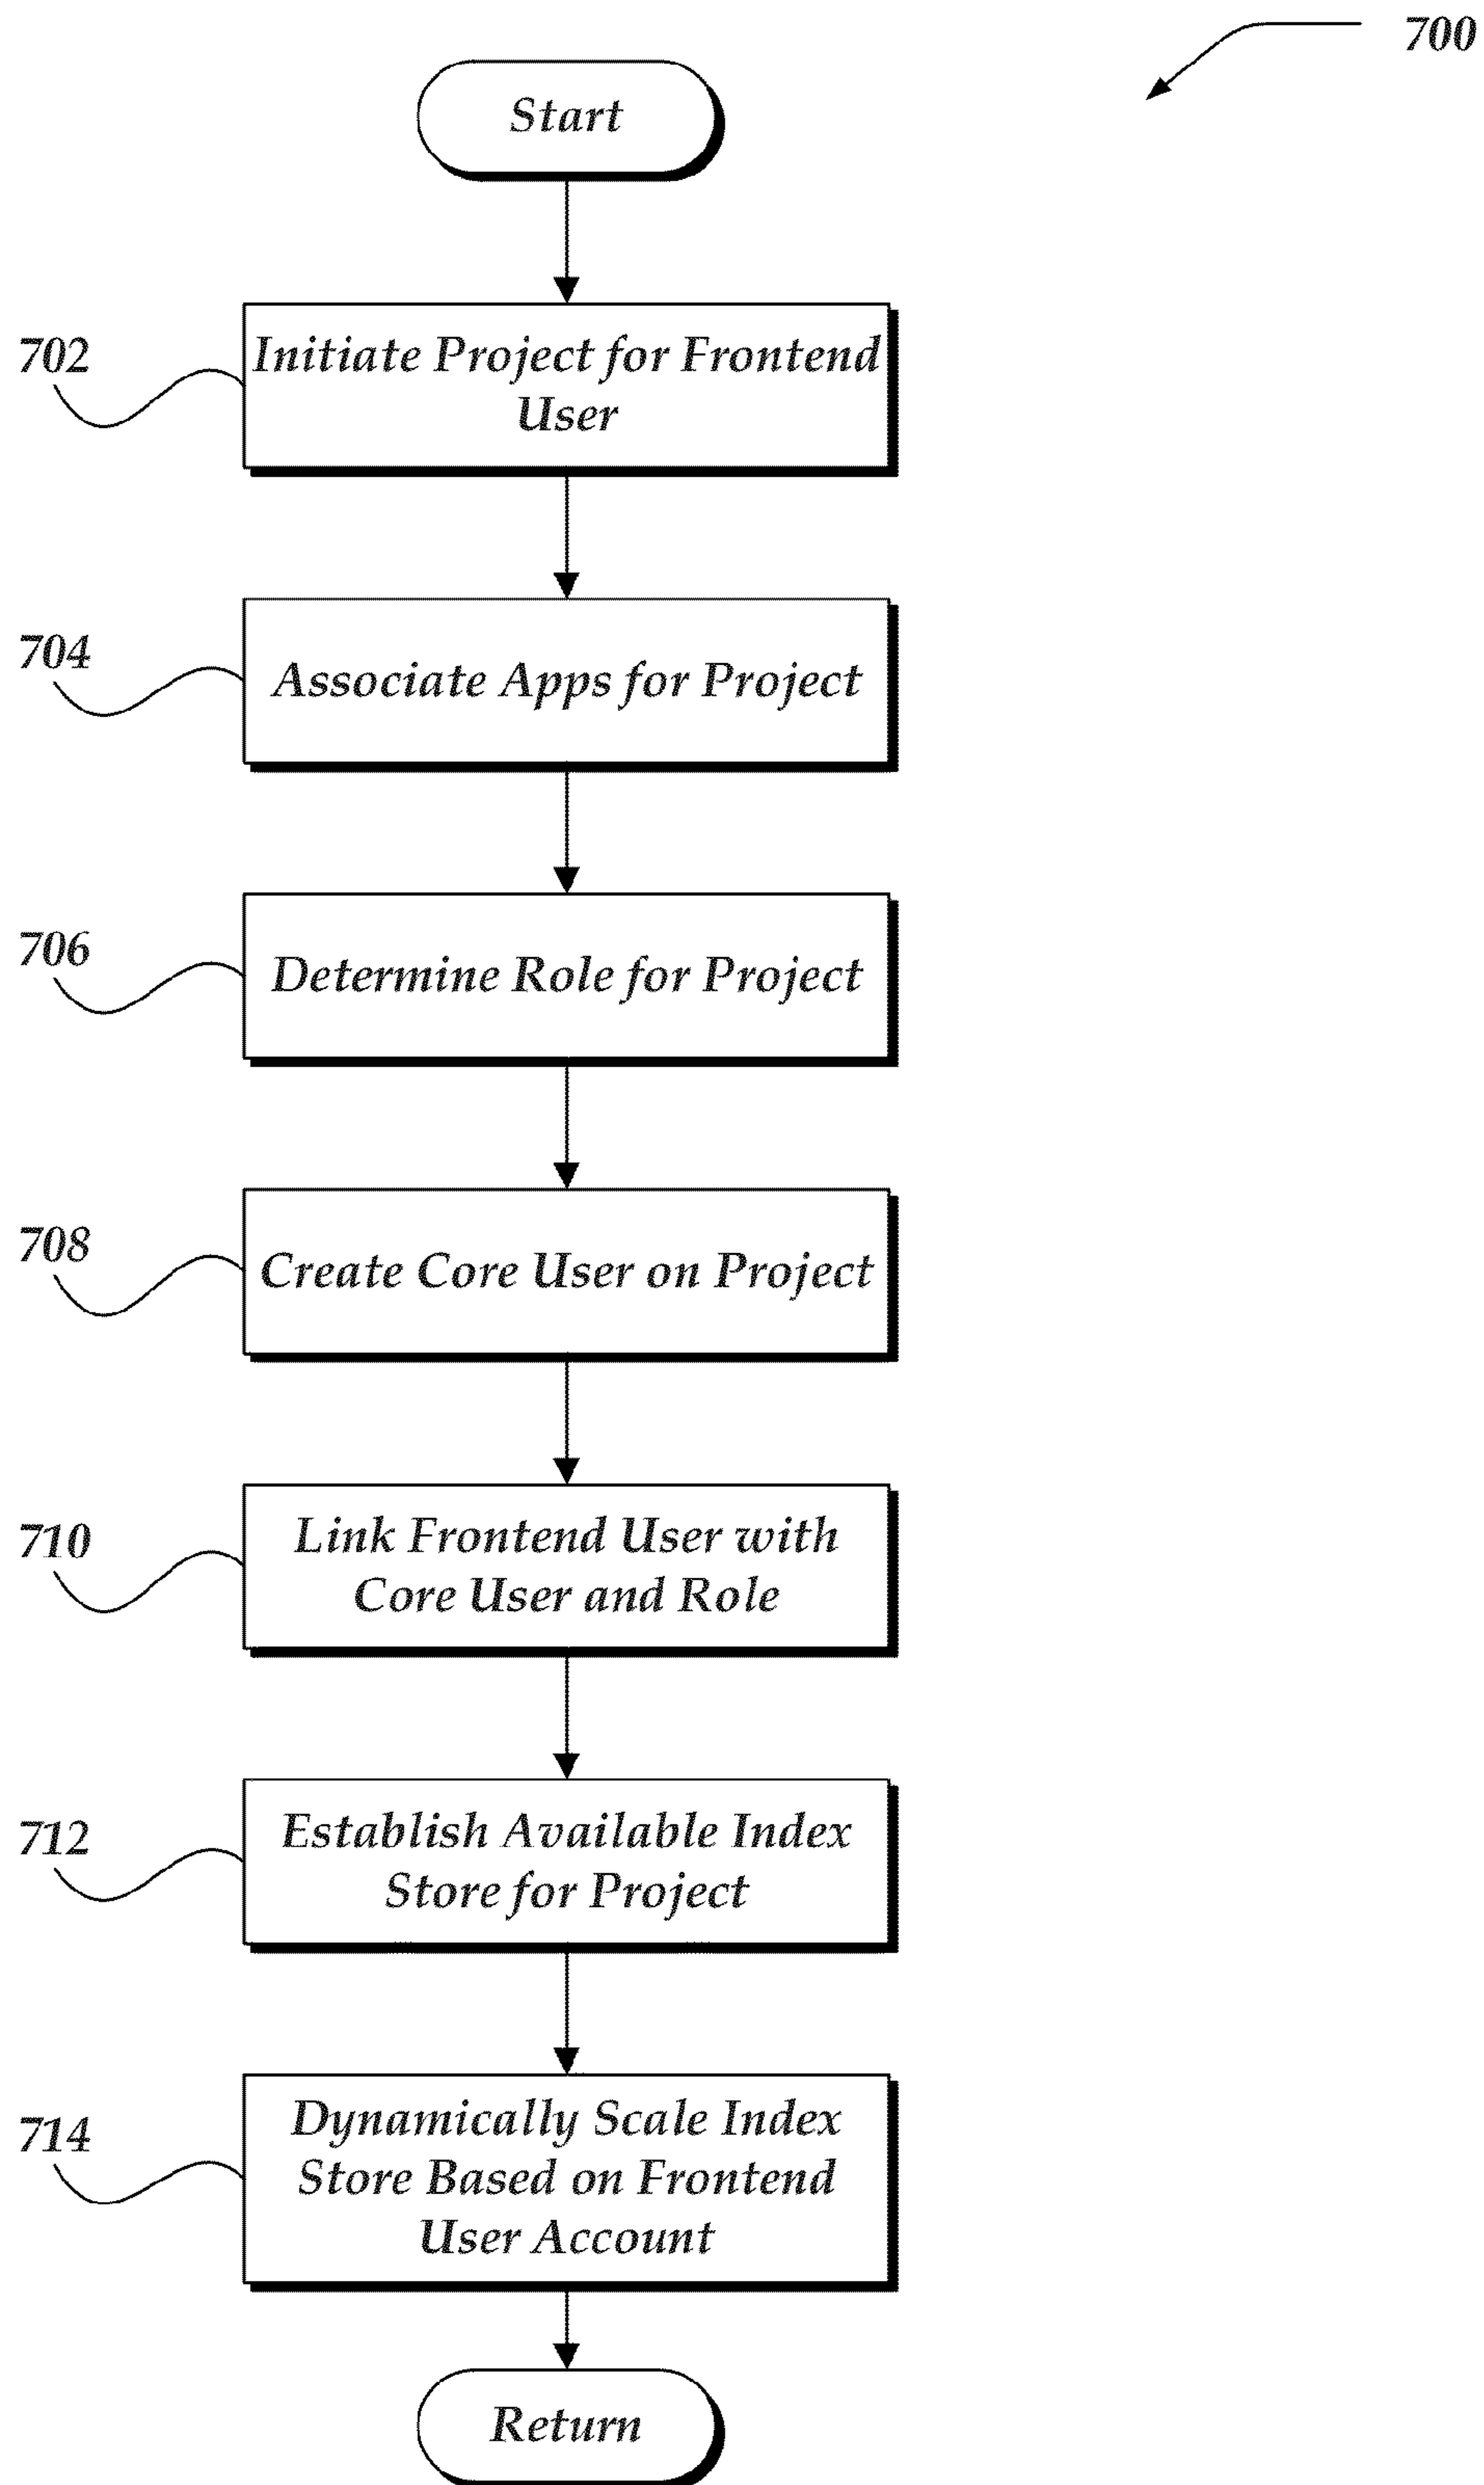 700
Start
702
Initiate Project for Frontend
User
704
Associate Apps for Project
706
Determine Role for Project
708
Create Core User on Project
710
Link Frontend User with
Core User and Role
712
Establish Available Index
Store for Project
714
Dynamically Scale Index
Store Based on Frontend
User Account
Return